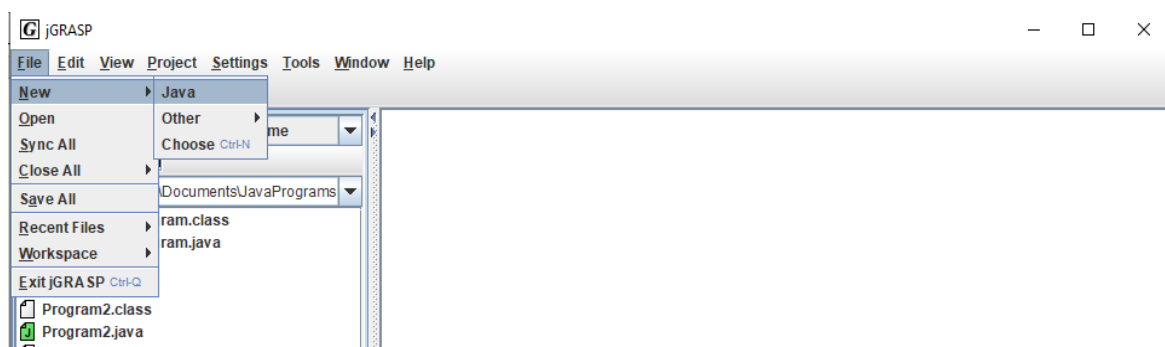 G jGRASP
File Edit View Project Settings Tools Window Help
New Java
Open Other me
Sync All Choose Ctrl-N
Close All
Save All \Documents\JavaPrograms
Recent Files ram.class
Workspace ram.java
Exit jGRASP Ctrl-Q
Program2.class
J Program2.java